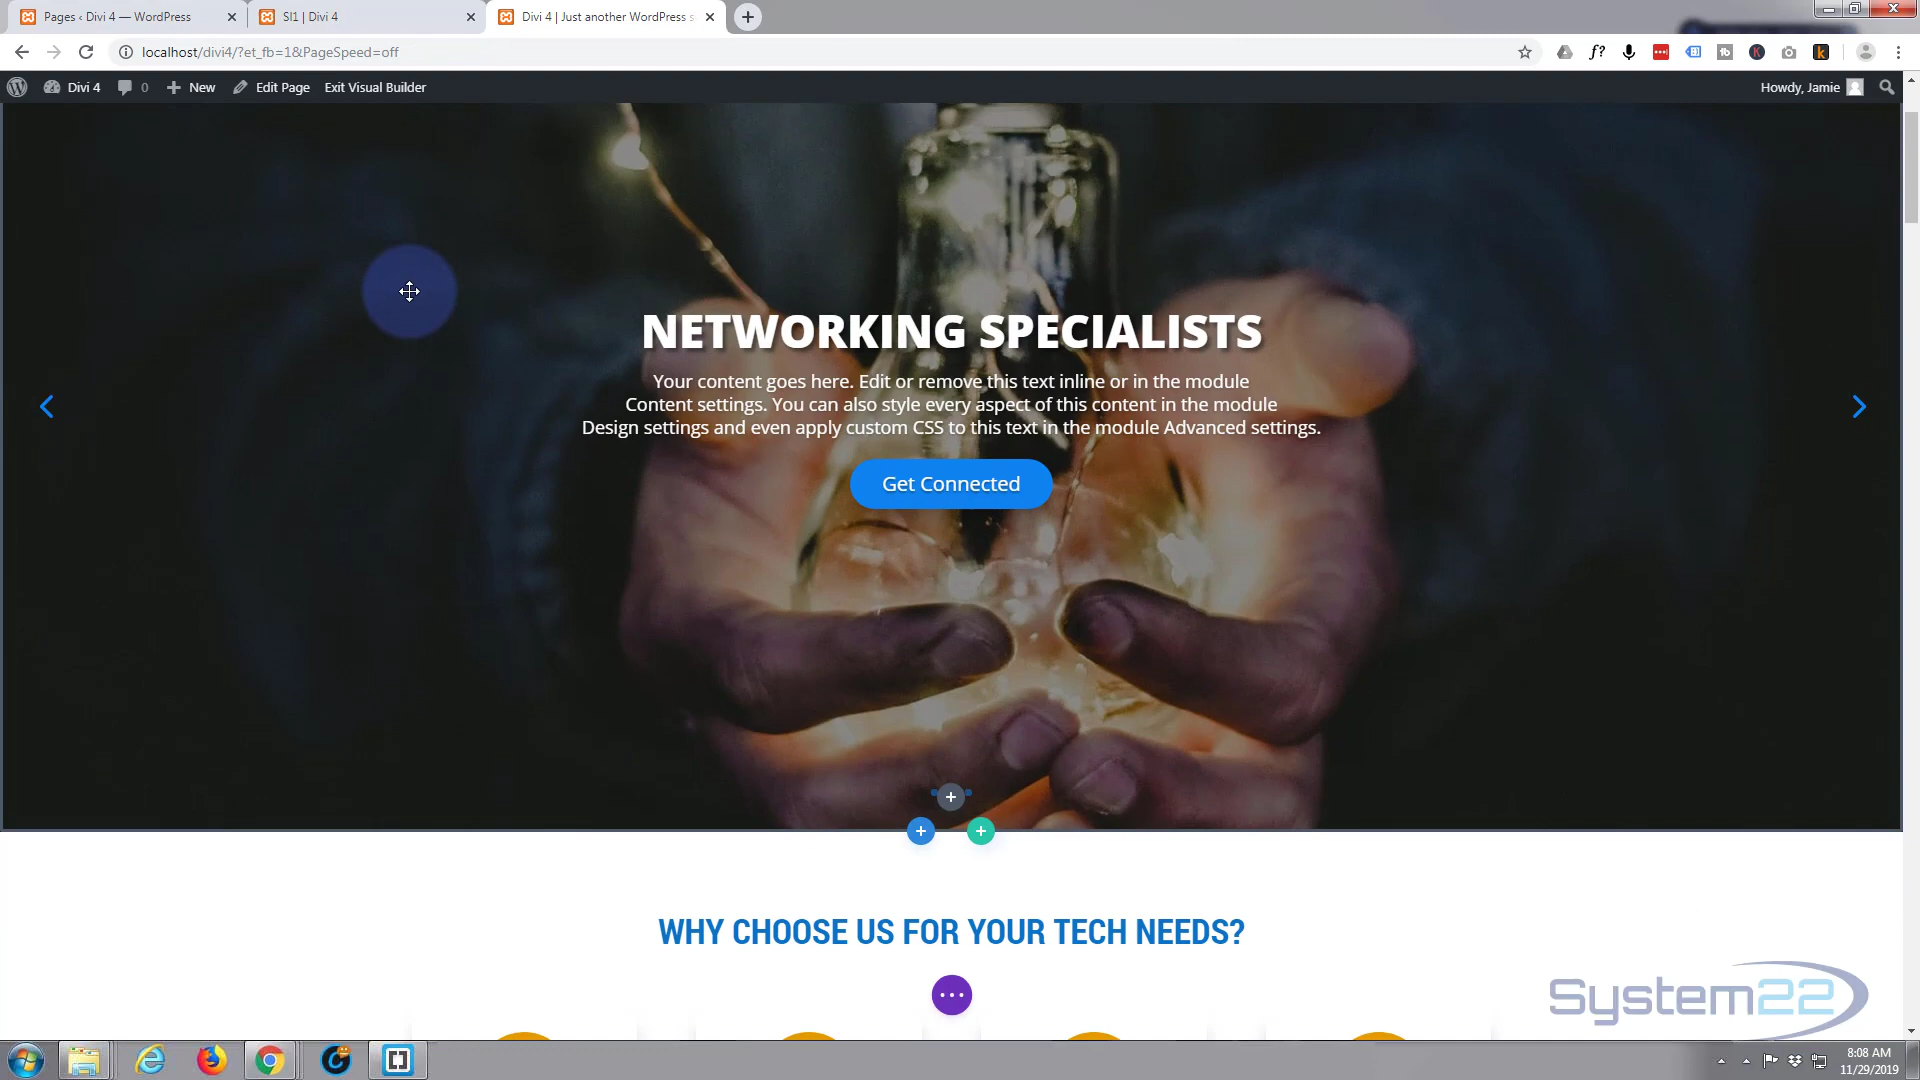 Pages ‹ Divi 4 — WordPress
SI1 | Divi 4
Divi 4 | Just another WordPress s
localhost/divi4/?et_fb=1&PageSpeed=off
f?
Divi 4
0
New
Edit Page
Exit Visual Builder
Howdy, Jamie
NETWORKING SPECIALISTS
Your content goes here. Edit or remove this text inline or in the module
Content settings. You can also style every aspect of this content in the module
Design settings and even apply custom CSS to this text in the module Advanced settings.
Get Connected
WHY CHOOSE US FOR YOUR TECH NEEDS?
System22
8:08 AM
11/29/2019